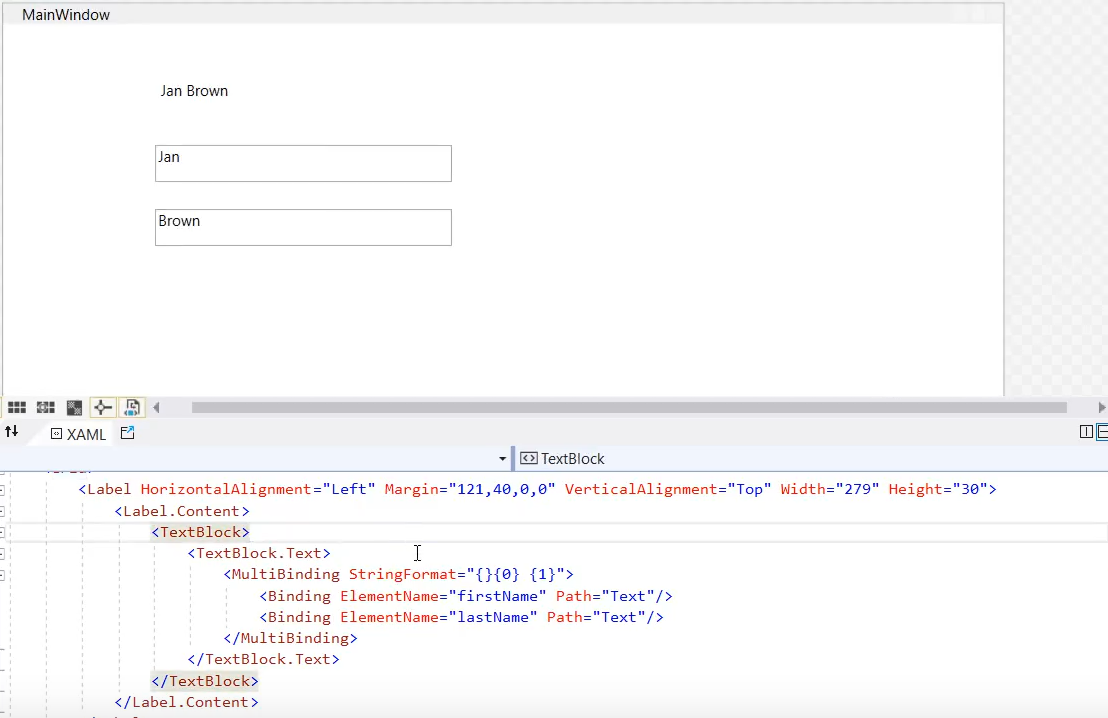 MainWindow
Jan Brown
Jan
Brown
XAML
TextBlock
<Label HorizontalAlignment="Left" Margin="121,40,0,0" VerticalAlignment="Top" Width="279" Height="30">
<Label.Content>
<TextBlock>
<TextBlock.Text>
<MultiBinding StringFormat="{}{0} {1}">
<Binding ElementName="firstName" Path="Text"/>
<Binding ElementName="lastName" Path="Text"/>
</MultiBinding>
</TextBlock.Text>
</TextBlock>
</Label.Content>